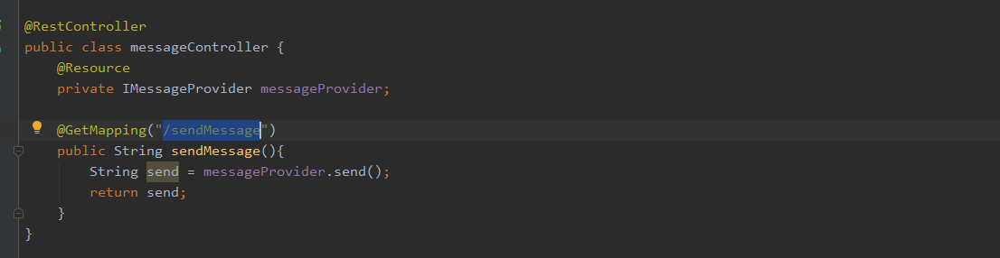 @RestController
public class messageController {
@Resource
private IMessageProvider messageProvider;
@GetMapping("/sendMessage")
public String sendMessage(){
String send = messageProvider.send();
return send;
}
}